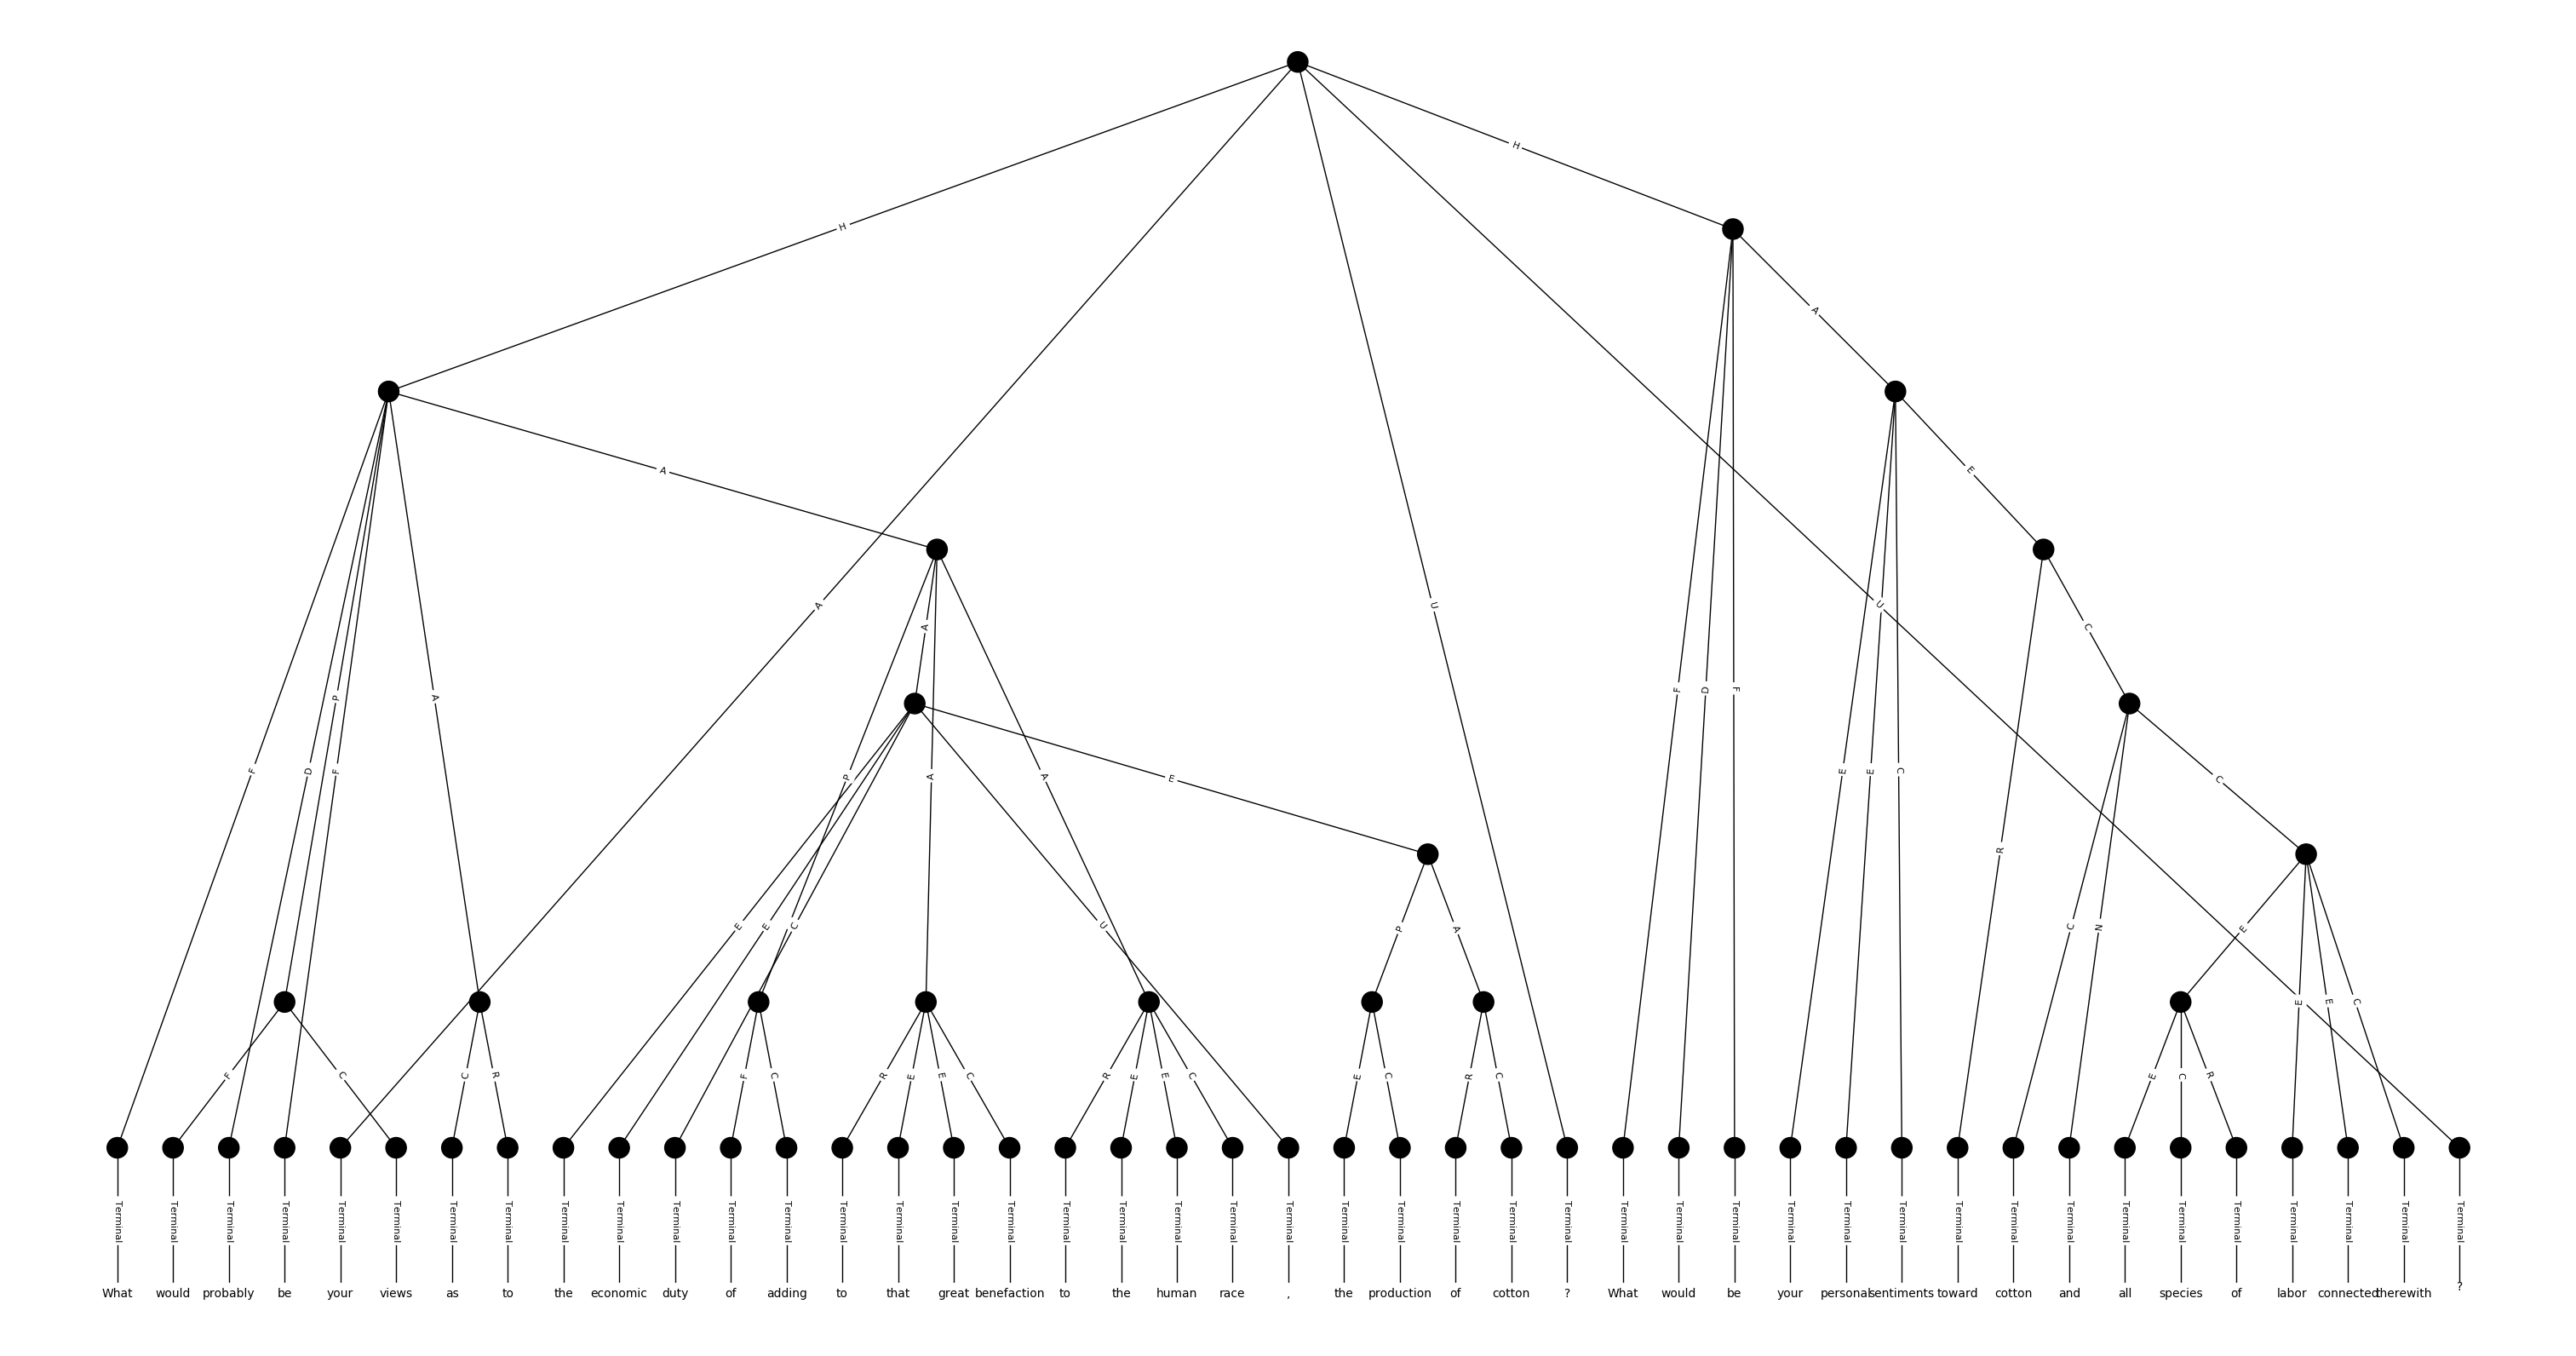 H
H
A
A
E
A
U
U
A
C
F
D
F
E
E
C
P
A
F
D
F
P
A
A
E
C
R
E
E
C
U
P
A
C
N
E
E
E
C
F
C
C
R
F
C
R
E
E
C
R
E
E
C
E
C
R
C
E
C
R
Terminal Terminal Terminal Terminal Terminal Terminal Terminal Terminal Terminal Terminal Terminal Terminal Terminal Terminal Terminal Terminal Terminal Terminal Terminal Terminal Terminal Terminal Terminal Terminal Terminal Terminal Terminal Terminal Terminal Terminal Terminal Terminal Terminal Terminal Terminal Terminal Terminal Terminal Terminal Terminal Terminal Terminal Terminal
What would probably be your views as to the economic duty of adding to that great benefaction to the human race , the production of cotton ? What would be your personal sentiments toward cotton and all species of labor connected therewith ?